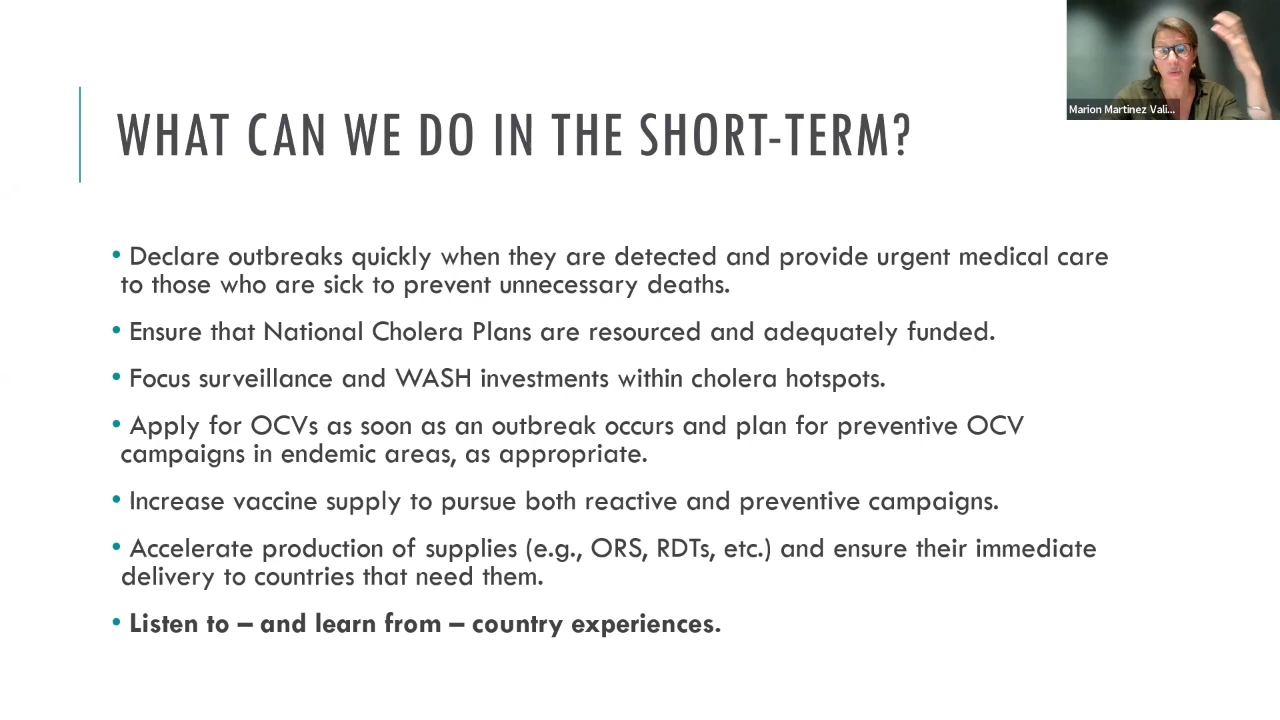 Marion Martinez Vali...
WHAT CAN WE DO IN THE SHORT-TERM?
• Declare outbreaks quickly when they are detected and provide urgent medical care
to those who are sick to prevent unnecessary deaths.
• Ensure that National Cholera Plans are resourced and adequately funded.
• Focus surveillance and WASH investments within cholera hotspots.
• Apply for OCVs as soon as an outbreak occurs and plan for preventive OCV
campaigns in endemic areas, as appropriate.
• Increase vaccine supply to pursue both reactive and preventive campaigns.
• Accelerate production of supplies (e.g., ORS, RDTs, etc.) and ensure their immediate
delivery to countries that need them.
• Listen to – and learn from – country experiences.